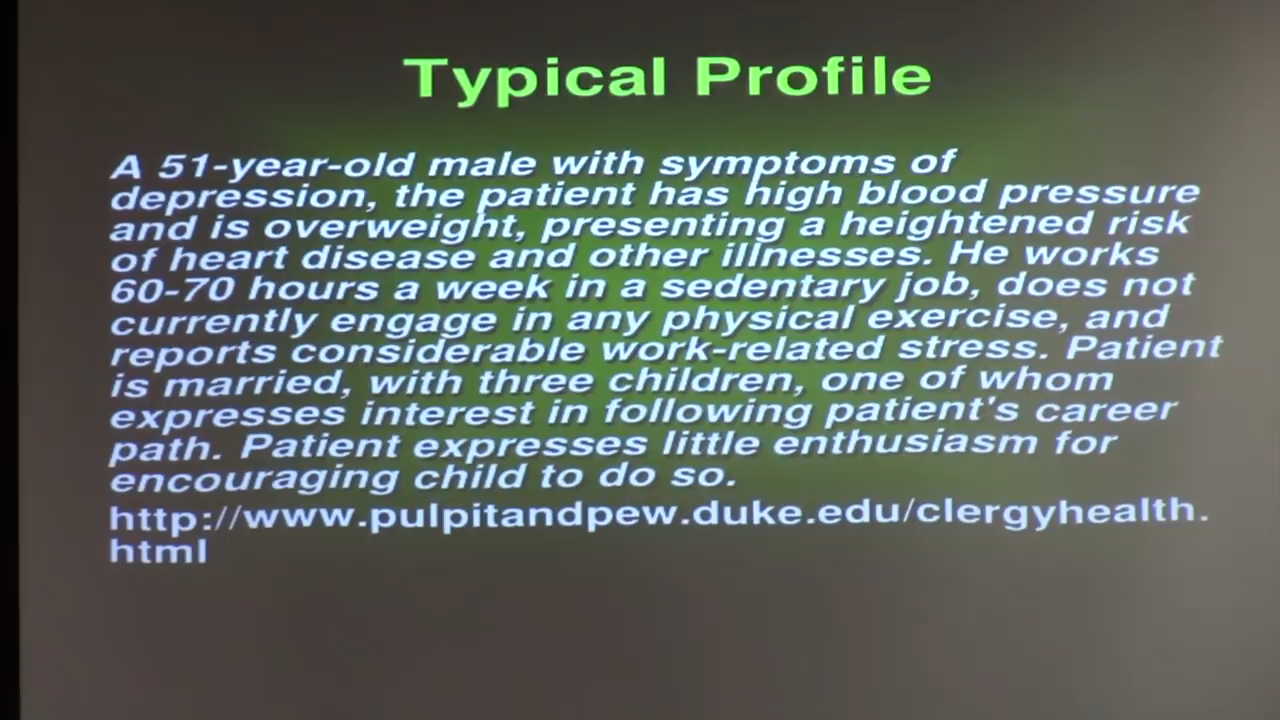 Typical Profile
A 51-year-old male with symptoms of
depression, the patient has high blood pressure
and is overweight, presenting a heightened risk
of heart disease and other illnesses. He works
60-70 hours a week in a sedentary job, does not
currently engage in any physical exercise, and
reports considerable work-related stress. Patient
is married, with three children, one of whom
expresses interest in following patient's career
path. Patient expresses little enthusiasm for
encouraging child to do so.
http://www.pulpitandpew.duke.edu/clergyhealth.
html